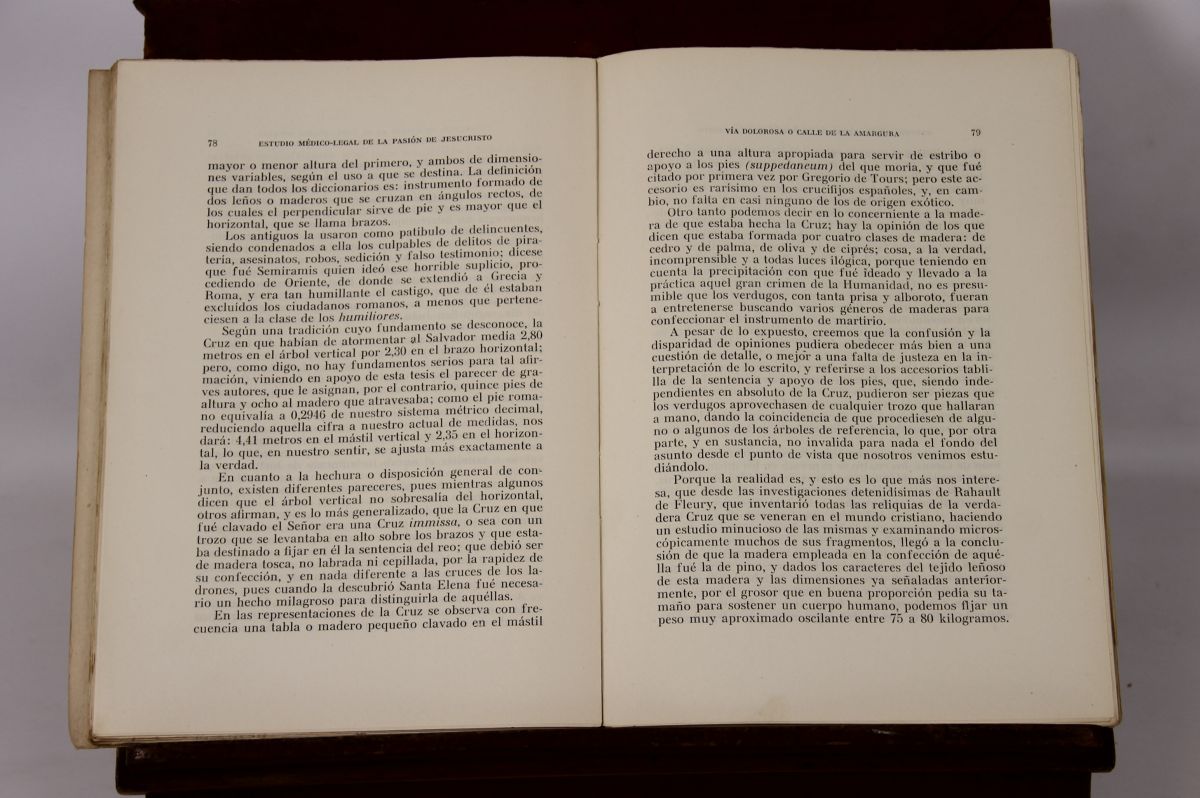 78 ESTUDIO MÉDICO-LEGAL DE LA PASIÓN DE JESUCRISTO
mayor o menor altura del primero, y ambos de dimensio-
nes variables, según el uso a que se destina. La definición
que dan todos los diccionarios es: instrumento formado de
dos leños o maderos que se cruzan en ángulos rectos, de
los cuales el perpendicular sirve de pie y es mayor que el
horizontal, que se llama brazos.
Los antiguos la usaron como patíbulo de delincuentes,
siendo condenados a ella los culpables de delitos de pira-
tería, asesinatos, robos, sedición y falso testimonio; dícese
que fué Semiramis quien ideó ese horrible suplicio, pro-
cediendo de Oriente, de donde se extendió a Grecia y
Roma, y era tan humillante el castigo, que de él estaban
excluídos los ciudadanos romanos, a menos que pertene-
ciesen a la clase de los humiliores.
Según una tradición cuyo fundamento se desconoce, la
Cruz en que habían de atormentar al Salvador medía 2,80
metros en el árbol vertical por 2,30 en el brazo horizontal;
pero, como digo, no hay fundamentos serios para tal afir-
mación, viniendo en apoyo de esta tesis el parecer de gra-
ves autores, que le asignan, por el contrario, quince pies de
altura y ocho al madero que atravesaba; como el pie roma-
no equivalía a 0,2946 de nuestro sistema métrico decimal,
reduciendo aquella cifra a nuestro actual de medidas, nos
dará: 4,41 metros en el mástil vertical y 2,35 en el horizon-
tal, lo que, en nuestro sentir, se ajusta más exactamente a
la verdad.
En cuanto a la hechura o disposición general de con-
junto, existen diferentes pareceres, pues mientras algunos
dicen que el árbol vertical no sobresalía del horizontal,
otros afirman, y es lo más generalizado, que la Cruz en que
fué clavado el Señor era una Cruz immissa, o sea con un
trozo que se levantaba en alto sobre los brazos y que esta-
ba destinado a fijar en él la sentencia del reo; que debió ser
de madera tosca, no labrada ni cepillada, por la rapidez de
su confección, y en nada diferente a las cruces de los la-
drones, pues cuando la descubrió Santa Elena fué necesa-
rio un hecho milagroso para distinguirla de aquéllas.
En las representaciones de la Cruz se observa con fre-
cuencia una tabla o madero pequeño clavado en el mástil
VÍA DOLOROSA O CALLE DE LA AMARGURA 79
derecho a una altura apropiada para servir de estribo o
apoyo a los pies (suppedaneum) del que moría, y que fué
citado por primera vez por Gregorio de Tours; pero este ac-
cesorio es rarísimo en los crucifijos españoles, y, en cam-
bio, no falta en casi ninguno de los de origen exótico.
Otro tanto podemos decir en lo concerniente a la made-
ra de que estaba hecha la Cruz; hay la opinión de los que
dicen que estaba formada por cuatro clases de madera: de
cedro y de palma, de oliva y de ciprés; cosa, a la verdad,
incomprensible y a todas luces ilógica, porque teniendo en
cuenta la precipitación con que fué ideado y llevado a la
práctica aquel gran crimen de la Humanidad, no es presu-
mible que los verdugos, con tanta prisa y alboroto, fueran
a entretenerse buscando varios géneros de maderas para
confeccionar el instrumento de martirio.
A pesar de lo expuesto, creemos que la confusión y la
disparidad de opiniones pudiera obedecer más bien a una
cuestión de detalle, o mejor a una falta de justeza en la in-
terpretación de lo escrito, y referirse a los accesorios tabli-
lla de la sentencia y apoyo de los pies, que, siendo inde-
pendientes en absoluto de la Cruz, pudieron ser piezas que
los verdugos aprovechasen de cualquier trozo que hallaran
a mano, dando la coincidencia de que procediesen de algu-
no o algunos de los árboles de referencia, lo que, por otra
parte, y en sustancia, no invalida para nada el fondo del
asunto desde el punto de vista que nosotros venimos estu-
diándolo.
Porque la realidad es, y esto es lo que más nos intere-
sa, que desde las investigaciones detenidísimas de Rahault
de Fleury, que inventarió todas las reliquias de la verda-
dera Cruz que se veneran en el mundo cristiano, haciendo
un estudio minucioso de las mismas y examinando micros-
cópicamente muchos de sus fragmentos, llegó a la conclu-
sión de que la madera empleada en la confección de aqué-
lla fué la de pino, y dados los caracteres del tejido leñoso
de esta madera y las dimensiones ya señaladas anterior-
mente, por el grosor que en buena proporción pedía su ta-
maño para sostener un cuerpo humano, podemos fijar un
peso muy aproximado oscilante entre 75 a 80 kilogramos.